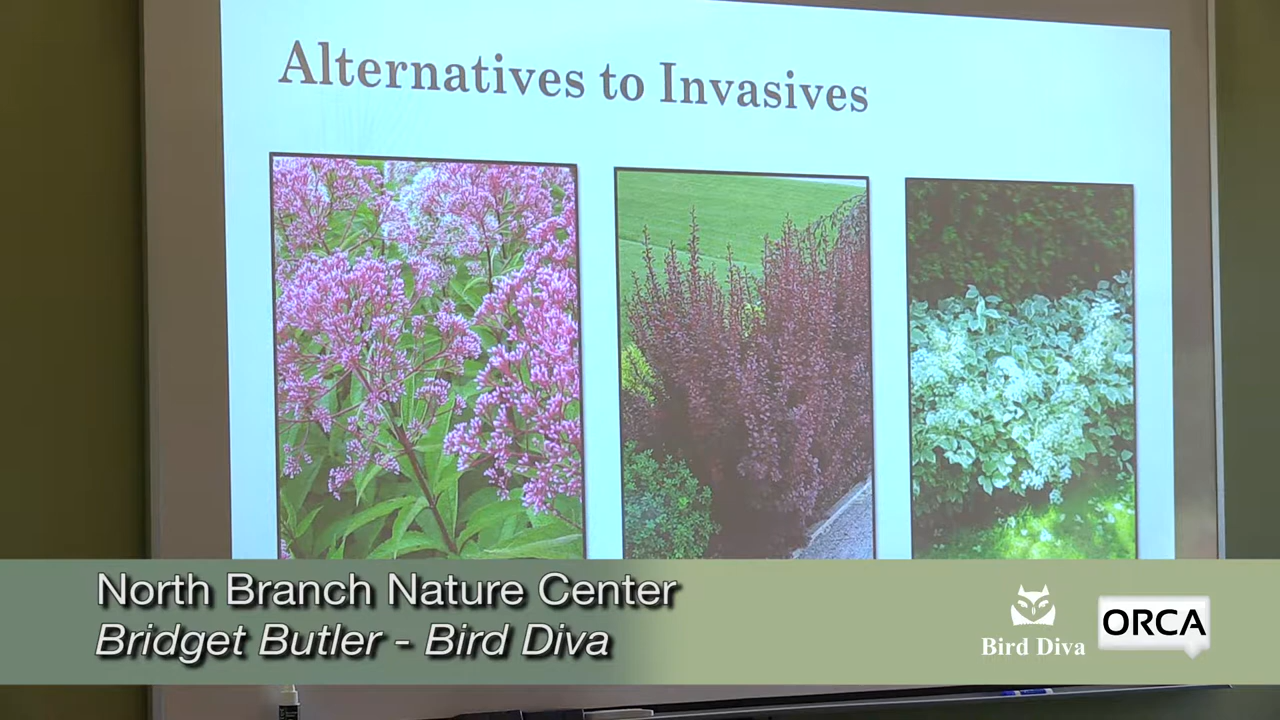 Alternatives to Invasives
North Branch Nature Center
Bridget Butler - Bird Diva
Bird Diva
ORCA